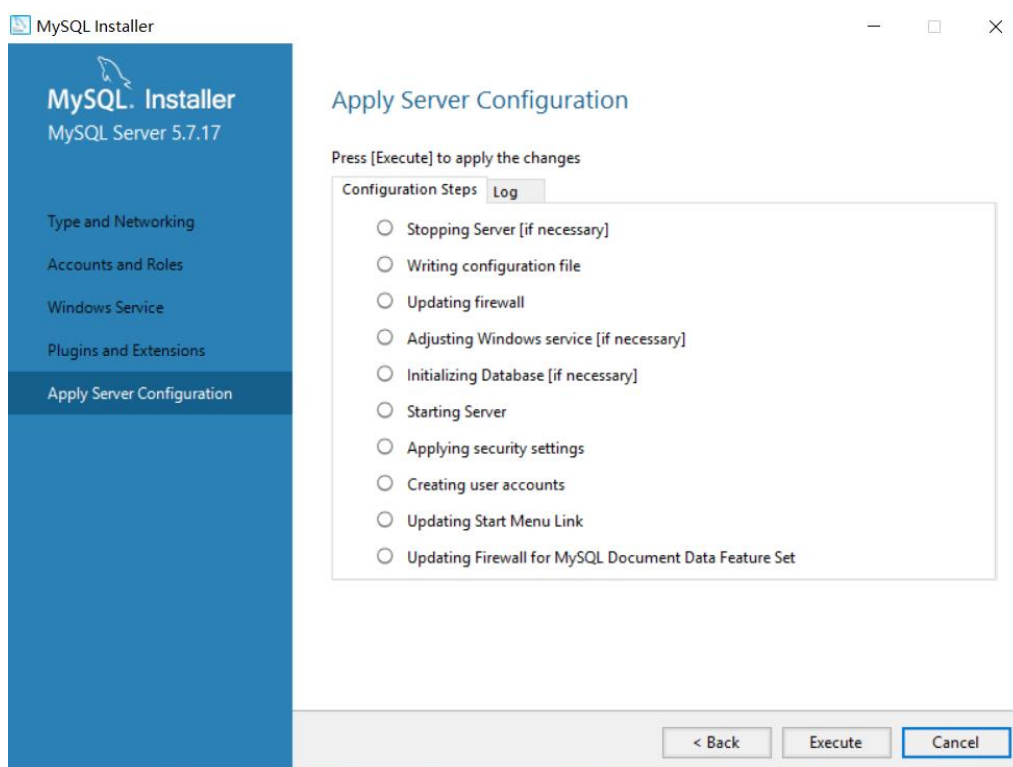 MySQL Installer
MySQL. Installer
MySQL Server 5.7.17
Type and Networking
Accounts and Roles
Windows Service
Plugins and Extensions
Apply Server Configuration
Apply Server Configuration
Press [Execute] to apply the changes
Configuration Steps Log
Stopping Server [if necessary]
Writing configuration file
Updating firewall
Adjusting Windows service [if necessary]
Initializing Database [if necessary]
Starting Server
Applying security settings
Creating user accounts
Updating Start Menu Link
Updating Firewall for MySQL Document Data Feature Set
< Back Execute Cancel